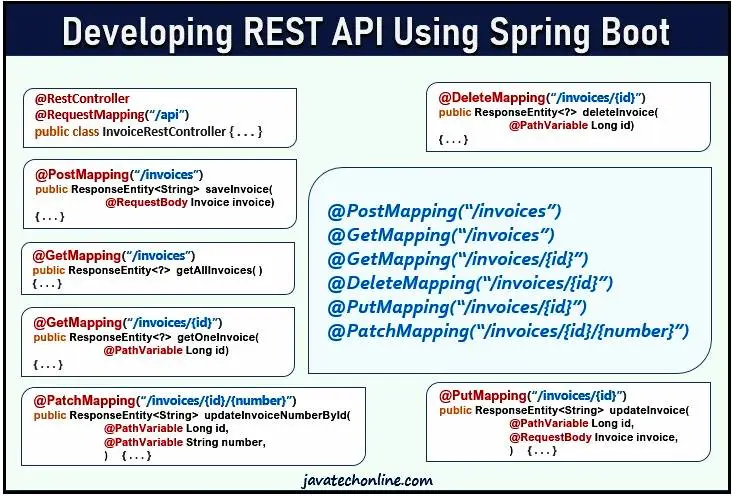 Developing REST API Using Spring Boot
@RestController
@RequestMapping(“/api”)
public class InvoiceRestController { . . . }
@PostMapping(“/invoices”)
public ResponseEntity<String> saveInvoice(
@RequestBody Invoice invoice)
{ . . . }
@GetMapping(“/invoices”)
public ResponseEntity<?> getAllInvoices( )
{ . . . }
@GetMapping(“/invoices/{id}”)
public ResponseEntity<?> getOneInvoice(
@PathVariable Long id)
{ . . . }
@PatchMapping(“/invoices/{id}/{number}”)
public ResponseEntity<String> updateInvoiceNumberById(
@PathVariable Long id,
@PathVariable String number,
) { . . . }
@DeleteMapping(“/invoices/{id}”)
public ResponseEntity<?> deleteInvoice(
@PathVariable Long id)
{ . . . }
@PostMapping(“/invoices”)
@GetMapping(“/invoices”)
@GetMapping(“/invoices/{id}”)
@DeleteMapping(“/invoices/{id}”)
@PutMapping(“/invoices/{id}”)
@PatchMapping(“/invoices/{id}/{number}”)
@PutMapping(“/invoices/{id}”)
public ResponseEntity<String> updateInvoice(
@PathVariable Long id,
@RequestBody Invoice invoice,
) { . . . }
javatechonline.com